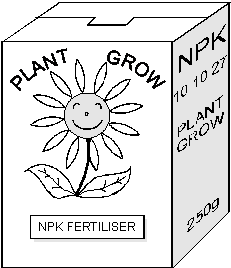 PLANT GROW
NPK FERTILISER
NPK
10 10 27
PLANT
GROW
250g